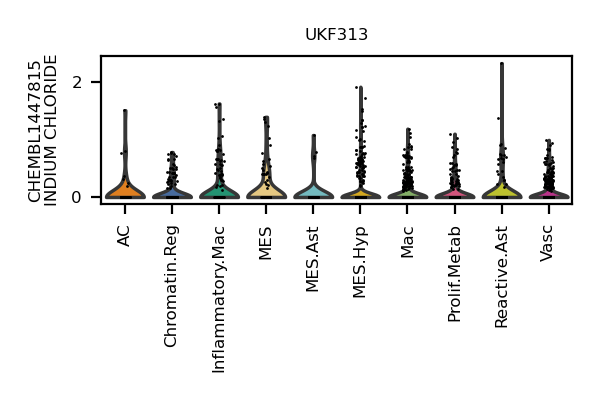 UKF313
CHEMBL1447815
INDIUM CHLORIDE
2
0
AC
Chromatin.Reg
Inflammatory.Mac
MES
MES.Ast
MES.Hyp
Mac
Prolif.Metab
Reactive.Ast
Vasc